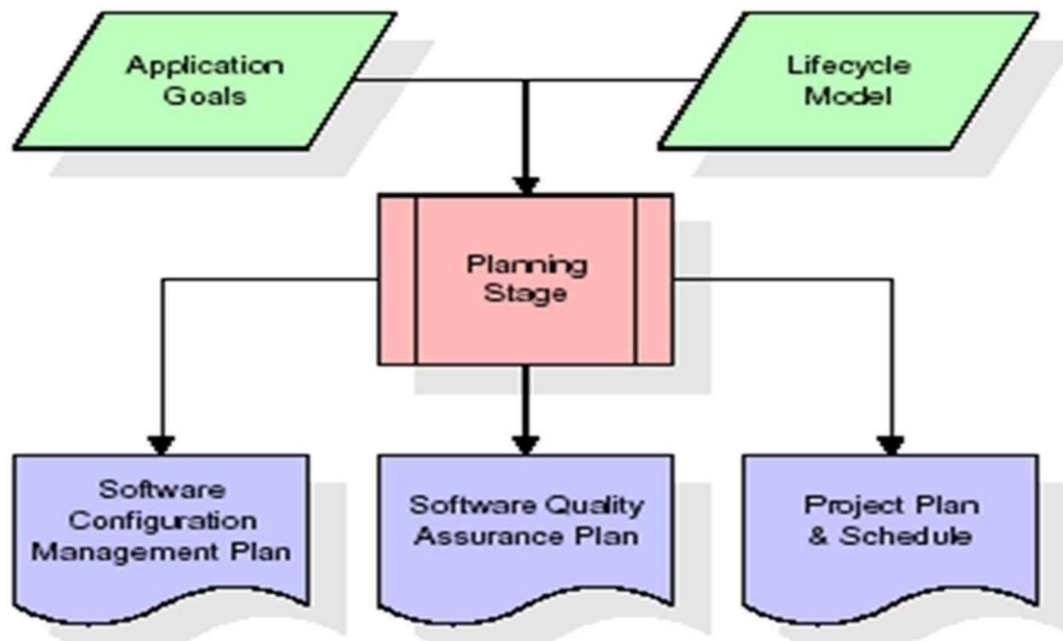 Application
Goals
Lifecycle
Model
Planning
Stage
Software
Configuration
Management Plan
Software Quality
Assurance Plan
Project Plan
& Schedule